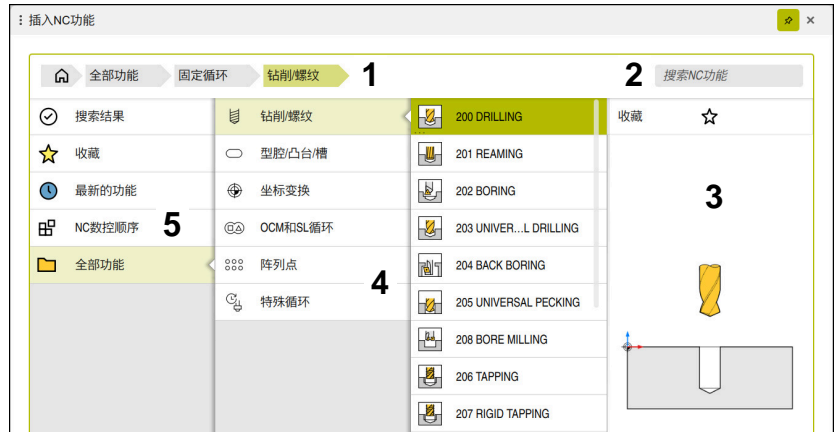 插入NC功能
全部功能 固定循环 钻削/螺纹 1 2 搜索NC功能
搜索结果
收藏
最新的功能
NC数控顺序 5
全部功能
钻削/螺纹
型腔/凸台/槽
坐标变换
OCM和SL循环
阵列点
特殊循环
4
200 DRILLING
201 REAMING
202 BORING
203 UNIVER...L DRILLING
204 BACK BORING
205 UNIVERSAL PECKING
208 BORE MILLING
206 TAPPING
207 RIGID TAPPING
收藏
3